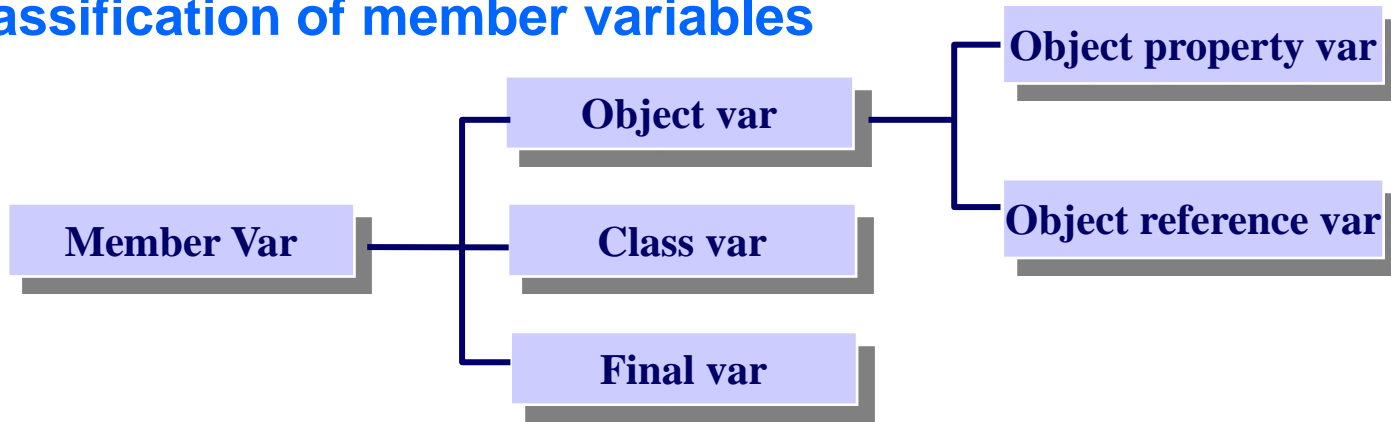 assification of member variables
Object property var
Object var
Object reference var
Member Var
Class var
Final var